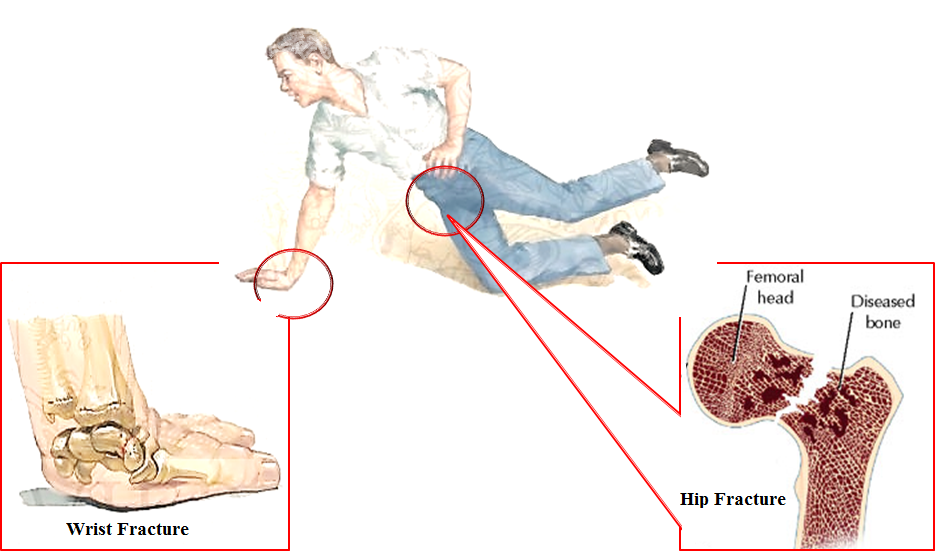 Femoral
head
Diseased
bone
Hip Fracture
Wrist Fracture